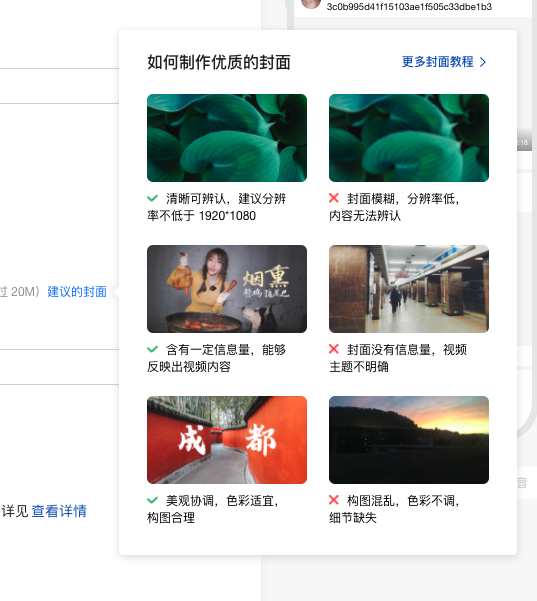 3c0b995d41f15103ae1f505c33dbe1b3
如何制作优质的封面
更多封面教程
清晰可辨认，建议分辨
率不低于 1920*1080
封面模糊，分辨率低，
内容无法辨认
烟熏
过 20M）建议的封面
含有一定信息量，能够
反映出视频内容
封面没有信息量，视频
主题不明确
成 都
音
详见 查看详情
美观协调，色彩适宜，
构图合理
构图混乱，色彩不调，
细节缺失